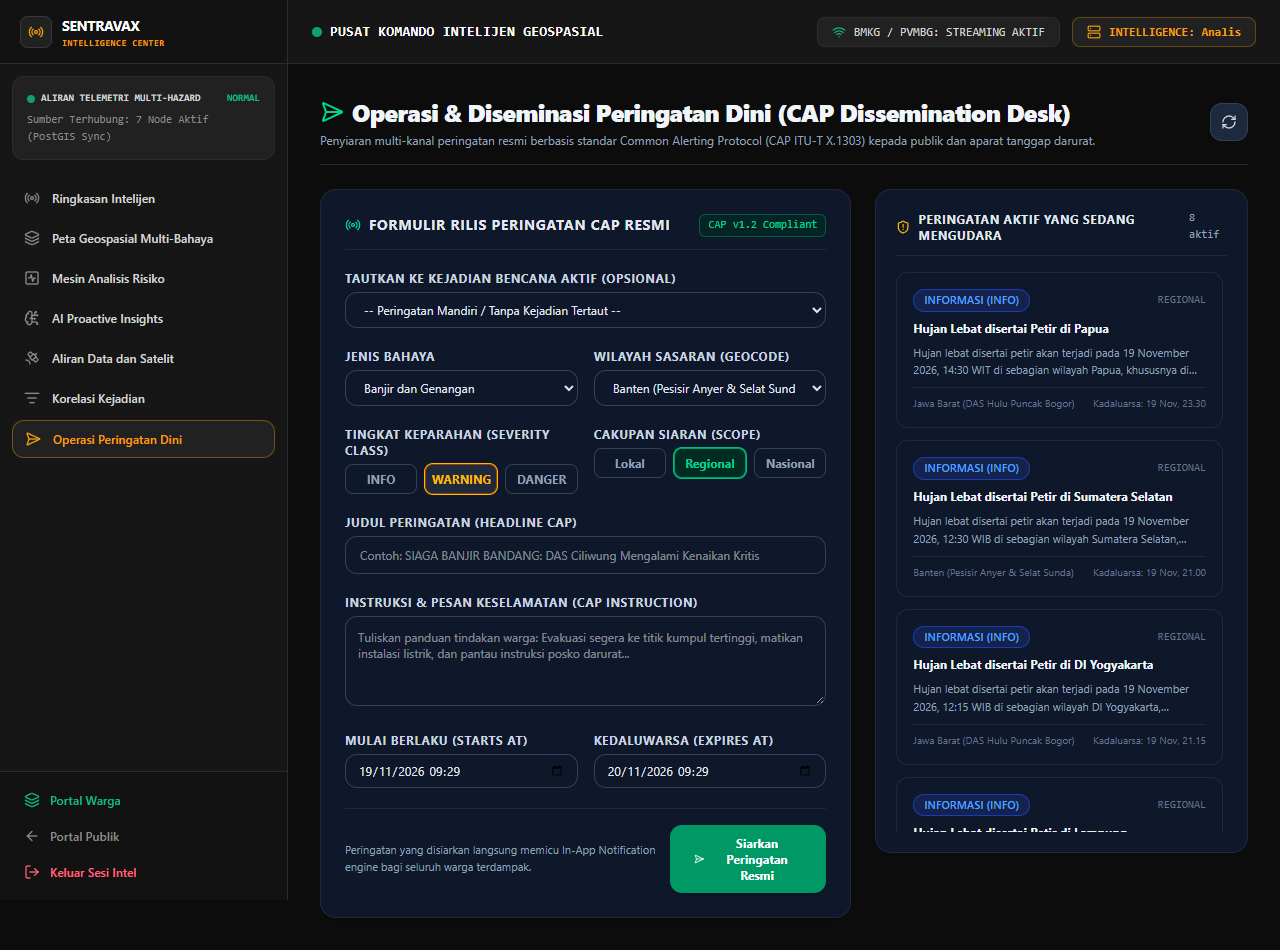 SENTRAVAX
INTELLIGENCE CENTER
ALIRAN TELEMETRI MULTI-HAZARD NORMAL
Sumber Terhubung: 7 Node Aktif
(PostGIS Sync)
Ringkasan Intelijen
Peta Geospasial Multi-Bahaya
Mesin Analisis Risiko
AI Proactive Insights
Aliran Data dan Satelit
Korelasi Kejadian
Operasi Peringatan Dini
Portal Warga
Portal Publik
Keluar Sesi Intel
PUSAT KOMANDO INTELIJEN GEOSPASIAL
BMKG / PVMBG: STREAMING AKTIF
INTELLIGENCE: Analis
Operasi & Diseminasi Peringatan Dini (CAP Dissemination Desk)
Penyiaran multi-kanal peringatan resmi berbasis standar Common Alerting Protocol (CAP ITU-T X.1303) kepada publik dan aparat tanggap darurat.
FORMULIR RILIS PERINGATAN CAP RESMI
CAP v1.2 Compliant
TAUTKAN KE KEJADIAN BENCANA AKTIF (OPSIONAL)
-- Peringatan Mandiri / Tanpa Kejadian Tertaut --
JENIS BAHAYA
Banjir dan Genangan
WILAYAH SASARAN (GEOCODE)
Banten (Pesisir Anyer & Selat Sund
TINGKAT KEPARAHAN (SEVERITY
CLASS)
INFO WARNING DANGER
CAKUPAN SIARAN (SCOPE)
Lokal Regional Nasional
JUDUL PERINGATAN (HEADLINE CAP)
Contoh: SIAGA BANJIR BANDANG: DAS Ciliwung Mengalami Kenaikan Kritis
INSTRUKSI & PESAN KESELAMATAN (CAP INSTRUCTION)
Tuliskan panduan tindakan warga: Evakuasi segera ke titik kumpul tertinggi, matikan
instalasi listrik, dan pantau instruksi posko darurat...
MULAI BERLAKU (STARTS AT)
19/11/2026 09:29
KEDALUWARSA (EXPIRES AT)
20/11/2026 09:29
Peringatan yang disiarkan langsung memicu In-App Notification
engine bagi seluruh warga terdampak.
Siarkan
Peringatan
Resmi
PERINGATAN AKTIF YANG SEDANG
MENGUDARA
8
aktif
INFORMASI (INFO) REGIONAL
Hujan Lebat disertai Petir di Papua
Hujan lebat disertai petir akan terjadi pada 19 November
2026, 14:30 WIT di sebagian wilayah Papua, khususnya di...
Jawa Barat (DAS Hulu Puncak Bogor) Kadaluarsa: 19 Nov, 23.30
INFORMASI (INFO) REGIONAL
Hujan Lebat disertai Petir di Sumatera Selatan
Hujan lebat disertai petir akan terjadi pada 19 November
2026, 12:30 WIB di sebagian wilayah Sumatera Selatan,...
Banten (Pesisir Anyer & Selat Sunda) Kadaluarsa: 19 Nov, 21.00
INFORMASI (INFO) REGIONAL
Hujan Lebat disertai Petir di DI Yogyakarta
Hujan lebat disertai petir akan terjadi pada 19 November
2026, 12:15 WIB di sebagian wilayah DI Yogyakarta,...
Jawa Barat (DAS Hulu Puncak Bogor) Kadaluarsa: 19 Nov, 21.15
INFORMASI (INFO) REGIONAL
Hujan Lebat disertai Petir di Lampung